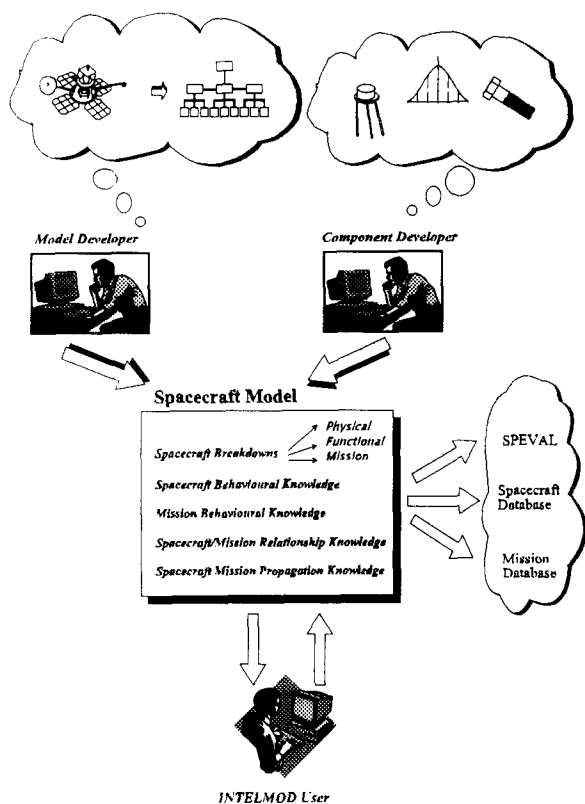 Model Developer
Component Developer
Spacecraft Model
Spacecraft Breakdowns
Physical
Functional
Mission
Spacecraft Behavioural Knowledge
Mission Behavioural Knowledge
Spacecraft/Mission Relationship Knowledge
Spacecraft Mission Propagation Knowledge
SPEVAL
Spacecraft
Database
Mission
Database
INTELMOD User